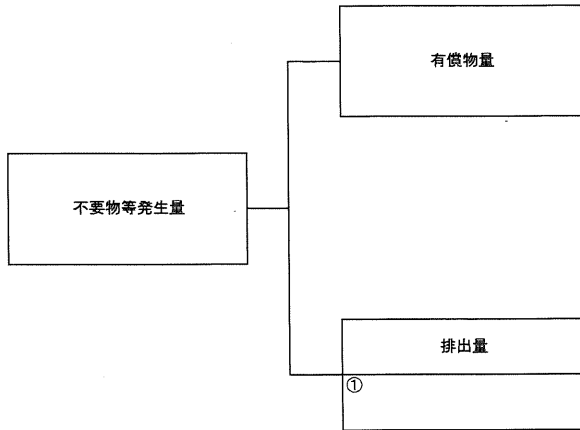 有償物量
不要物等発生量
排出量
①